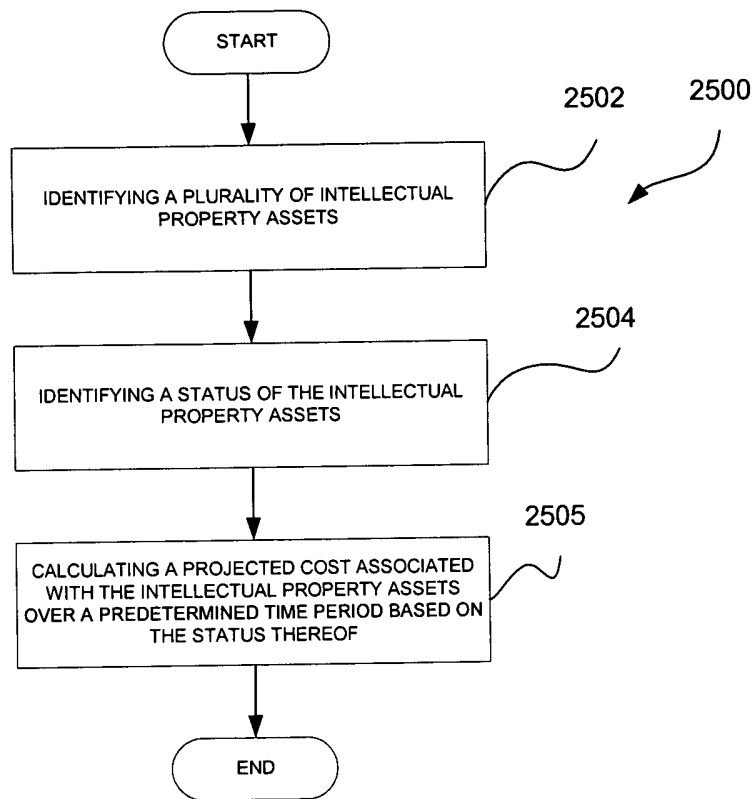 START
2502
2500
IDENTIFYING A PLURALITY OF INTELLECTUAL
PROPERTY ASSETS
2504
IDENTIFYING A STATUS OF THE INTELLECTUAL
PROPERTY ASSETS
2505
CALCULATING A PROJECTED COST ASSOCIATED
WITH THE INTELLECTUAL PROPERTY ASSETS
OVER A PREDETERMINED TIME PERIOD BASED ON
THE STATUS THEREOF
END